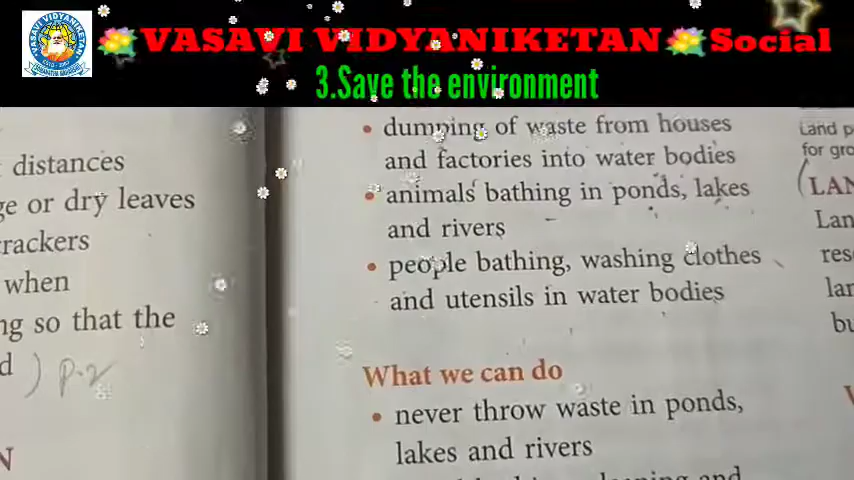 VASAVI VIDYANIKETAN Social
3.Save the environment
VASAVI VIDYANIKETAN
distances
ge or dry leaves
rackers
when
ng so that the
d ) p.2
N
• dumping of waste from houses
and factories into water bodies
• animals bathing in ponds, lakes
and rivers
• people bathing, washing clothes
and utensils in water bodies
What we can do
• never throw waste in ponds,
lakes and rivers
Land p
for gro
LAN
Lan
res
lar
bu